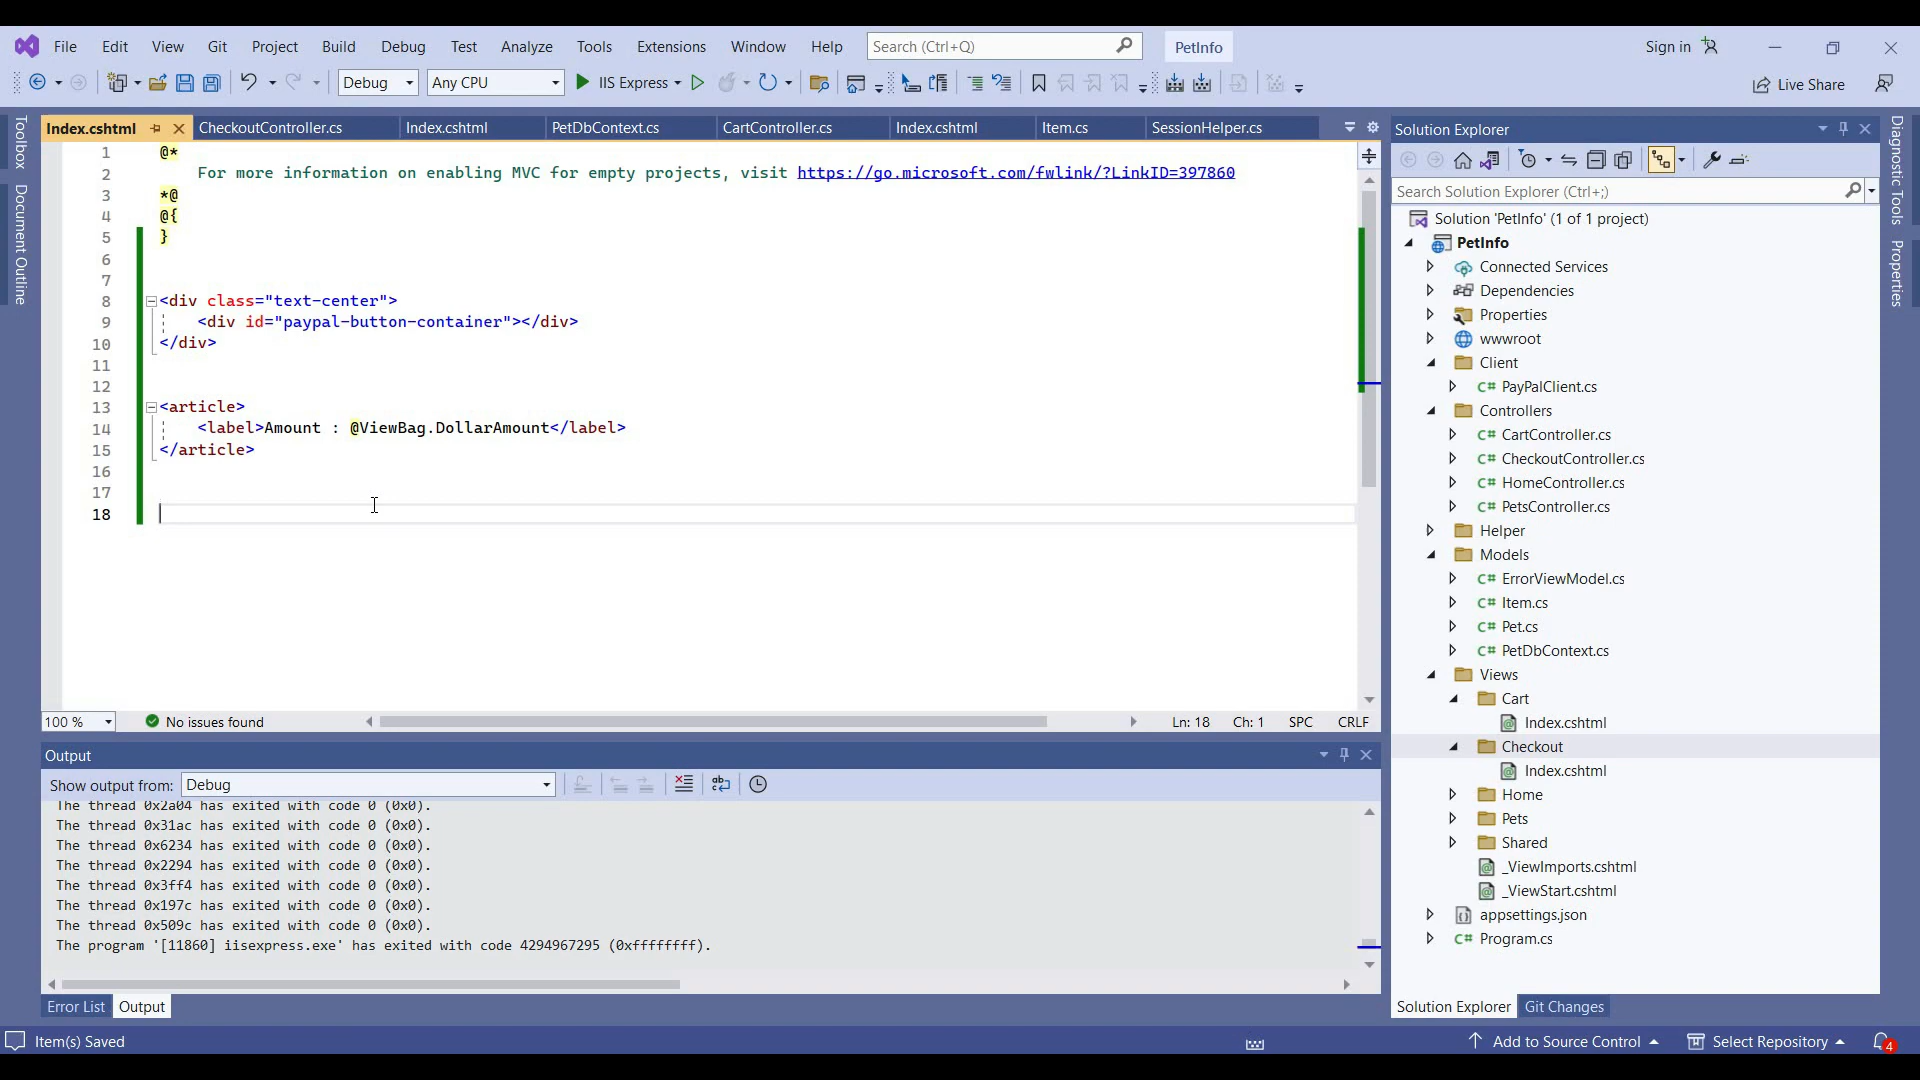 File Edit View Git Project Build Debug Test Analyze Tools Extensions Window Help Search (Ctrl+Q) PetInfo Sign in
Debug Any CPU IIS Express Live Share
Toolbox
Document Outline
Index.cshtml CheckoutController.cs Index.cshtml PetDbContext.cs CartController.cs Index.cshtml Item.cs SessionHelper.cs
1 @*
2 For more information on enabling MVC for empty projects, visit https://go.microsoft.com/fwlink/?LinkID=397860
3 *@
4 @{
5 }
6
7
8 <div class="text-center">
9 <div id="paypal-button-container"></div>
10 </div>
11
12
13 <article>
14 <label>Amount : @ViewBag.DollarAmount</label>
15 </article>
16
17
18
100 % No issues found Ln: 18 Ch: 1 SPC CRLF
Output
Show output from: Debug
The thread 0x2a04 has exited with code 0 (0x0).
The thread 0x31ac has exited with code 0 (0x0).
The thread 0x6234 has exited with code 0 (0x0).
The thread 0x2294 has exited with code 0 (0x0).
The thread 0x3ff4 has exited with code 0 (0x0).
The thread 0x197c has exited with code 0 (0x0).
The thread 0x509c has exited with code 0 (0x0).
The program '[11860] iisexpress.exe' has exited with code 4294967295 (0xffffffff).
Error List Output
Solution Explorer
Search Solution Explorer (Ctrl+;)
Solution 'PetInfo' (1 of 1 project)
PetInfo
Connected Services
Dependencies
Properties
wwwroot
Client
C# PayPalClient.cs
Controllers
C# CartController.cs
C# CheckoutController.cs
C# HomeController.cs
C# PetsController.cs
Helper
Models
C# ErrorViewModel.cs
C# Item.cs
C# Pet.cs
C# PetDbContext.cs
Views
Cart
Index.cshtml
Checkout
Index.cshtml
Home
Pets
Shared
_ViewImports.cshtml
_ViewStart.cshtml
appsettings.json
C# Program.cs
Solution Explorer Git Changes
Diagnostic Tools
Properties
Item(s) Saved Add to Source Control Select Repository 4